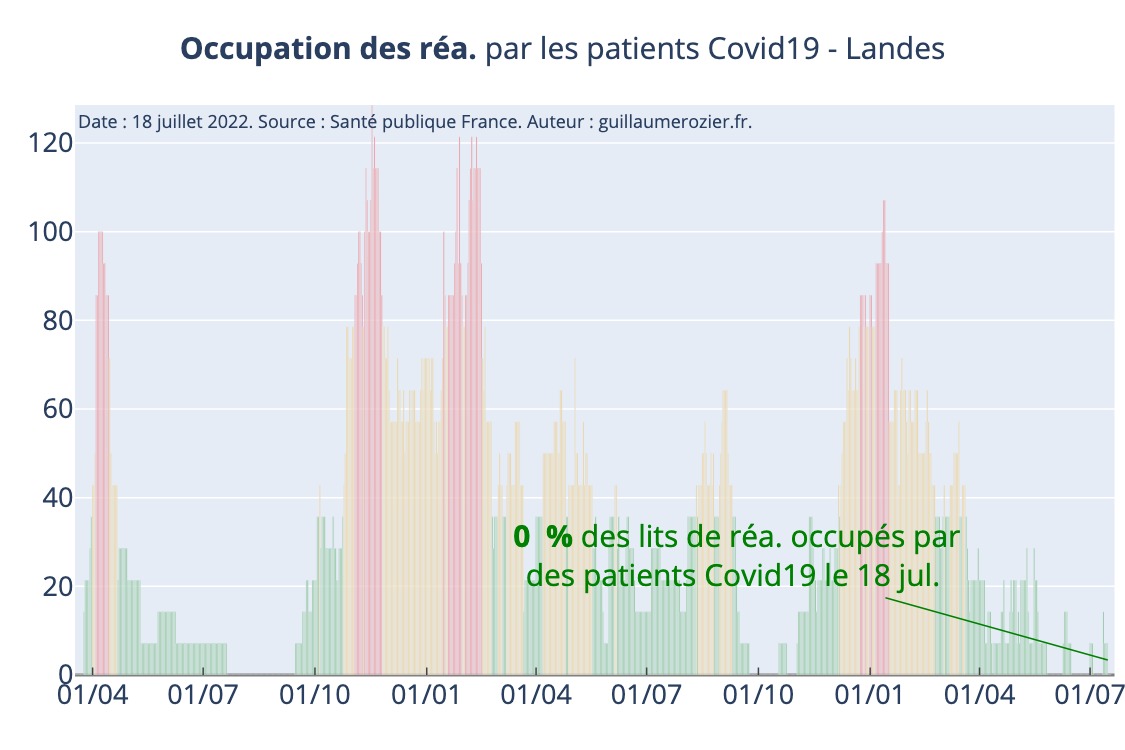 Occupation des réa. par les patients Covid19 - Landes
Date : 18 juillet 2022. Source : Santé publique France. Auteur : guillaumerozier.fr.
120
100
80
60
40
20
0
0 % des lits de réa. occupés par
des patients Covid19 le 18 jul.
01/04 01/07 01/10 01/01 01/04 01/07 01/10 01/01 01/04 01/07